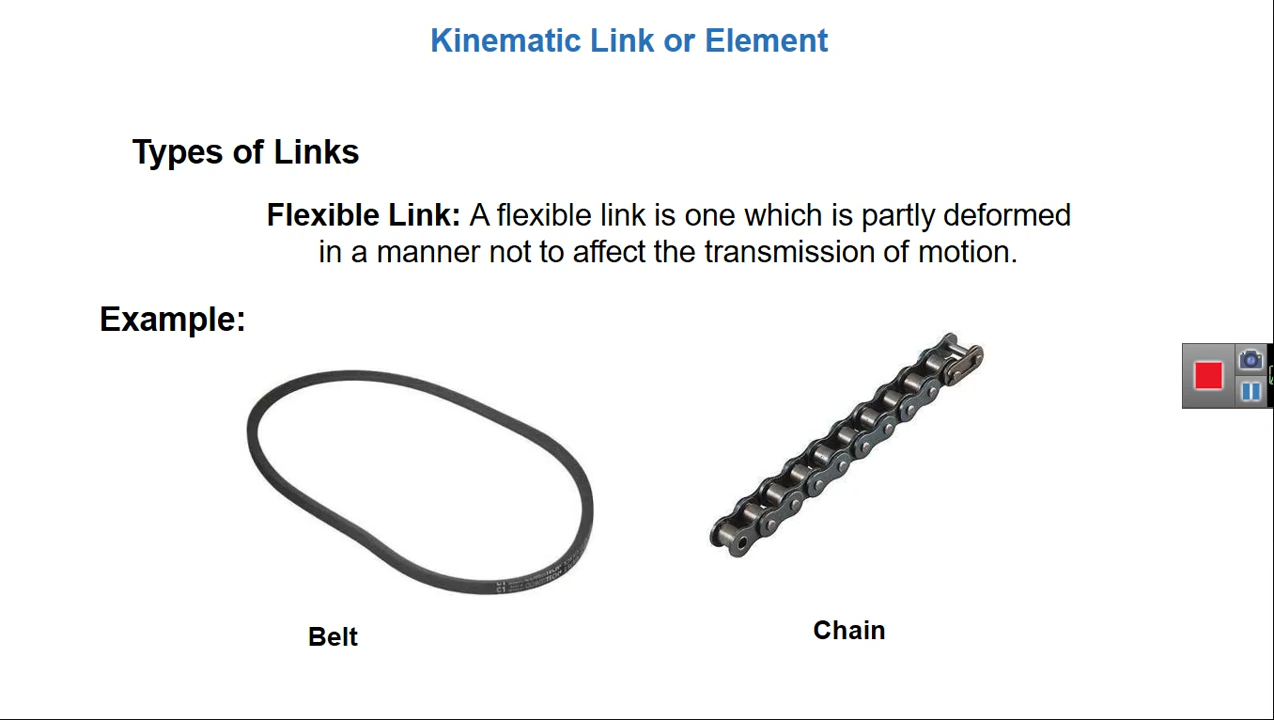 Kinematic Link or Element
Types of Links
Flexible Link: A flexible link is one which is partly deformed
in a manner not to affect the transmission of motion.
Example:
Belt
Chain